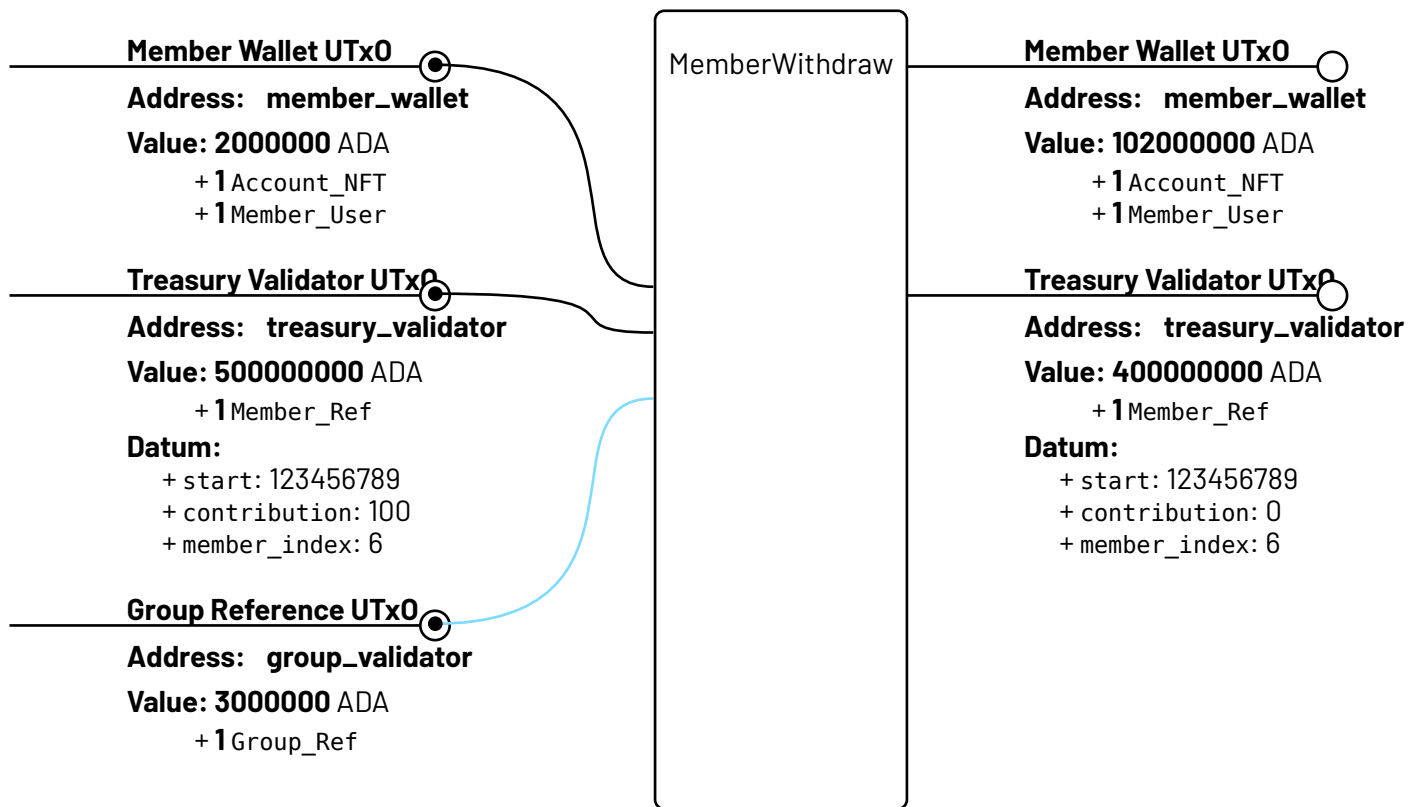 Member Wallet UTxO
Address: member_wallet
Value: 2000000 ADA
+ 1 Account_NFT
+ 1 Member_User
Treasury Validator UTxO
Address: treasury_validator
Value: 500000000 ADA
+ 1 Member_Ref
Datum:
+ start: 123456789
+ contribution: 100
+ member_index: 6
Group Reference UTxO
Address: group_validator
Value: 3000000 ADA
+ 1 Group_Ref
MemberWithdraw
Member Wallet UTxO
Address: member_wallet
Value: 102000000 ADA
+ 1 Account_NFT
+ 1 Member_User
Treasury Validator UTxO
Address: treasury_validator
Value: 400000000 ADA
+ 1 Member_Ref
Datum:
+ start: 123456789
+ contribution: 0
+ member_index: 6